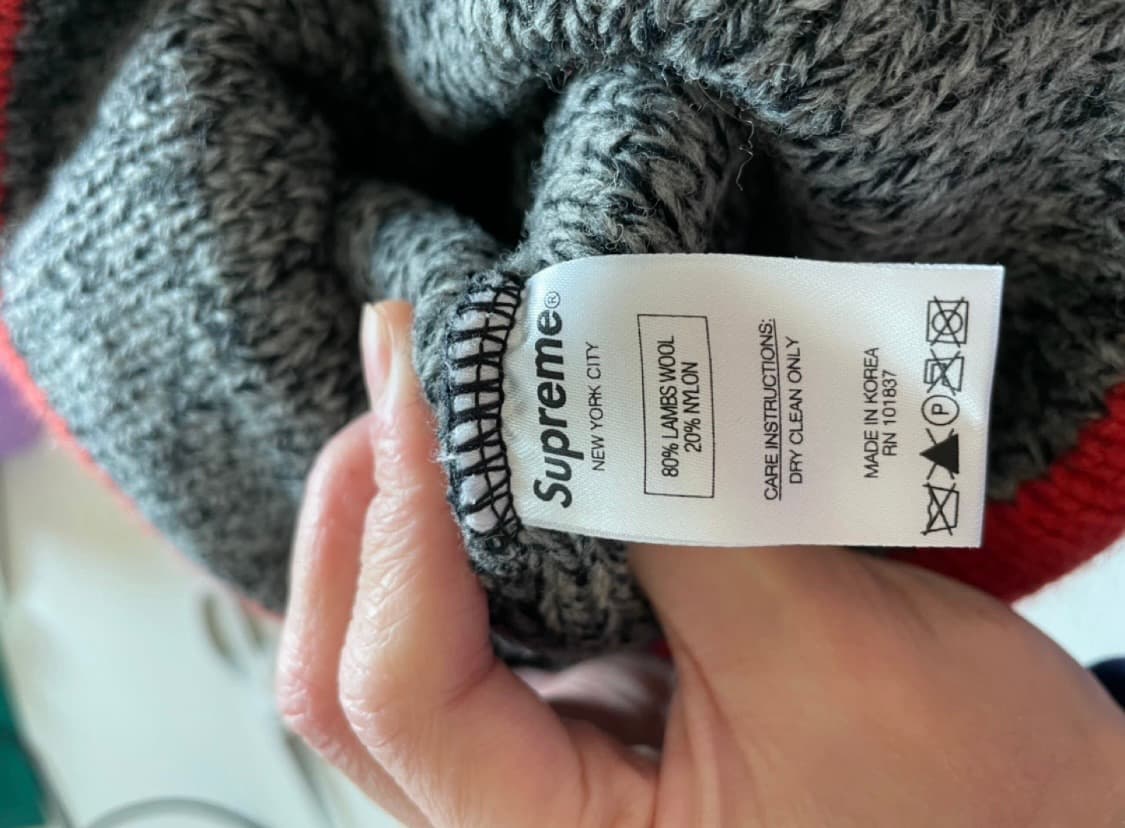 Supreme®
NEW YORK CITY
80% LAMBS WOOL
20% NYLON
CARE INSTRUCTIONS:
DRY CLEAN ONLY
MADE IN KOREA
RN 101837
P